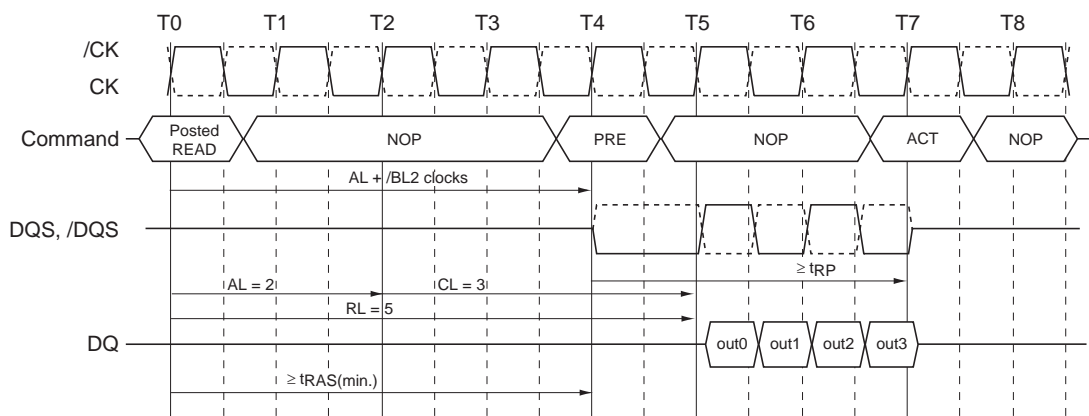 T0 T1 T2 T3 T4 T5 T6 T7 T8
/CK
CK
Command
Posted
READ
NOP
PRE
NOP
ACT
NOP
AL + /BL2 clocks
DQS, /DQS
≥ tRP
AL = 2
CL = 3
RL = 5
DQ
out0
out1
out2
out3
≥ tRAS(min.)